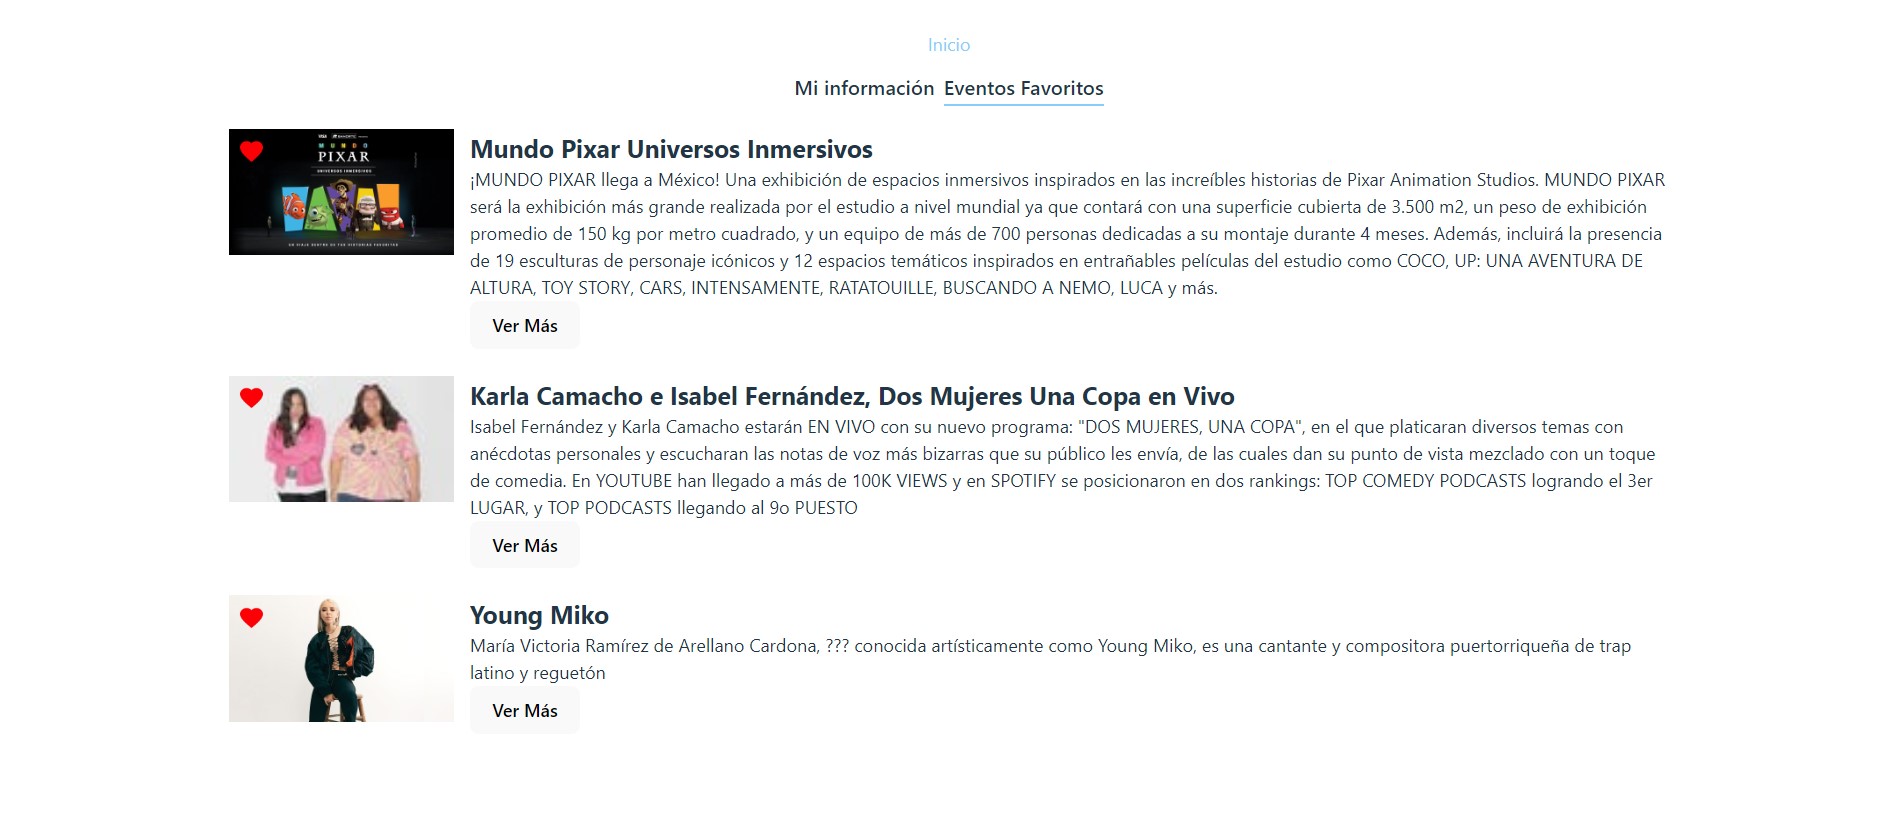 Inicio
Mi información Eventos Favoritos
MUNDO
PIXAR
UNIVERSOS INMERSIVOS
UN VIAJE DENTRO DE TUS HISTORIAS FAVORITAS
Mundo Pixar Universos Inmersivos
¡MUNDO PIXAR llega a México! Una exhibición de espacios inmersivos inspirados en las increíbles historias de Pixar Animation Studios. MUNDO PIXAR
será la exhibición más grande realizada por el estudio a nivel mundial ya que contará con una superficie cubierta de 3.500 m2, un peso de exhibición
promedio de 150 kg por metro cuadrado, y un equipo de más de 700 personas dedicadas a su montaje durante 4 meses. Además, incluirá la presencia
de 19 esculturas de personaje icónicos y 12 espacios temáticos inspirados en entrañables películas del estudio como COCO, UP: UNA AVENTURA DE
ALTURA, TOY STORY, CARS, INTENSAMENTE, RATATOUILLE, BUSCANDO A NEMO, LUCA y más.
Ver Más
Karla Camacho e Isabel Fernández, Dos Mujeres Una Copa en Vivo
Isabel Fernández y Karla Camacho estarán EN VIVO con su nuevo programa: "DOS MUJERES, UNA COPA", en el que platicaran diversos temas con
anécdotas personales y escucharan las notas de voz más bizarras que su público les envía, de las cuales dan su punto de vista mezclado con un toque
de comedia. En YOUTUBE han llegado a más de 100K VIEWS y en SPOTIFY se posicionaron en dos rankings: TOP COMEDY PODCASTS logrando el 3er
LUGAR, y TOP PODCASTS llegando al 9o PUESTO
Ver Más
Young Miko
María Victoria Ramírez de Arellano Cardona, ??? conocida artísticamente como Young Miko, es una cantante y compositora puertorriqueña de trap
latino y reguetón
Ver Más